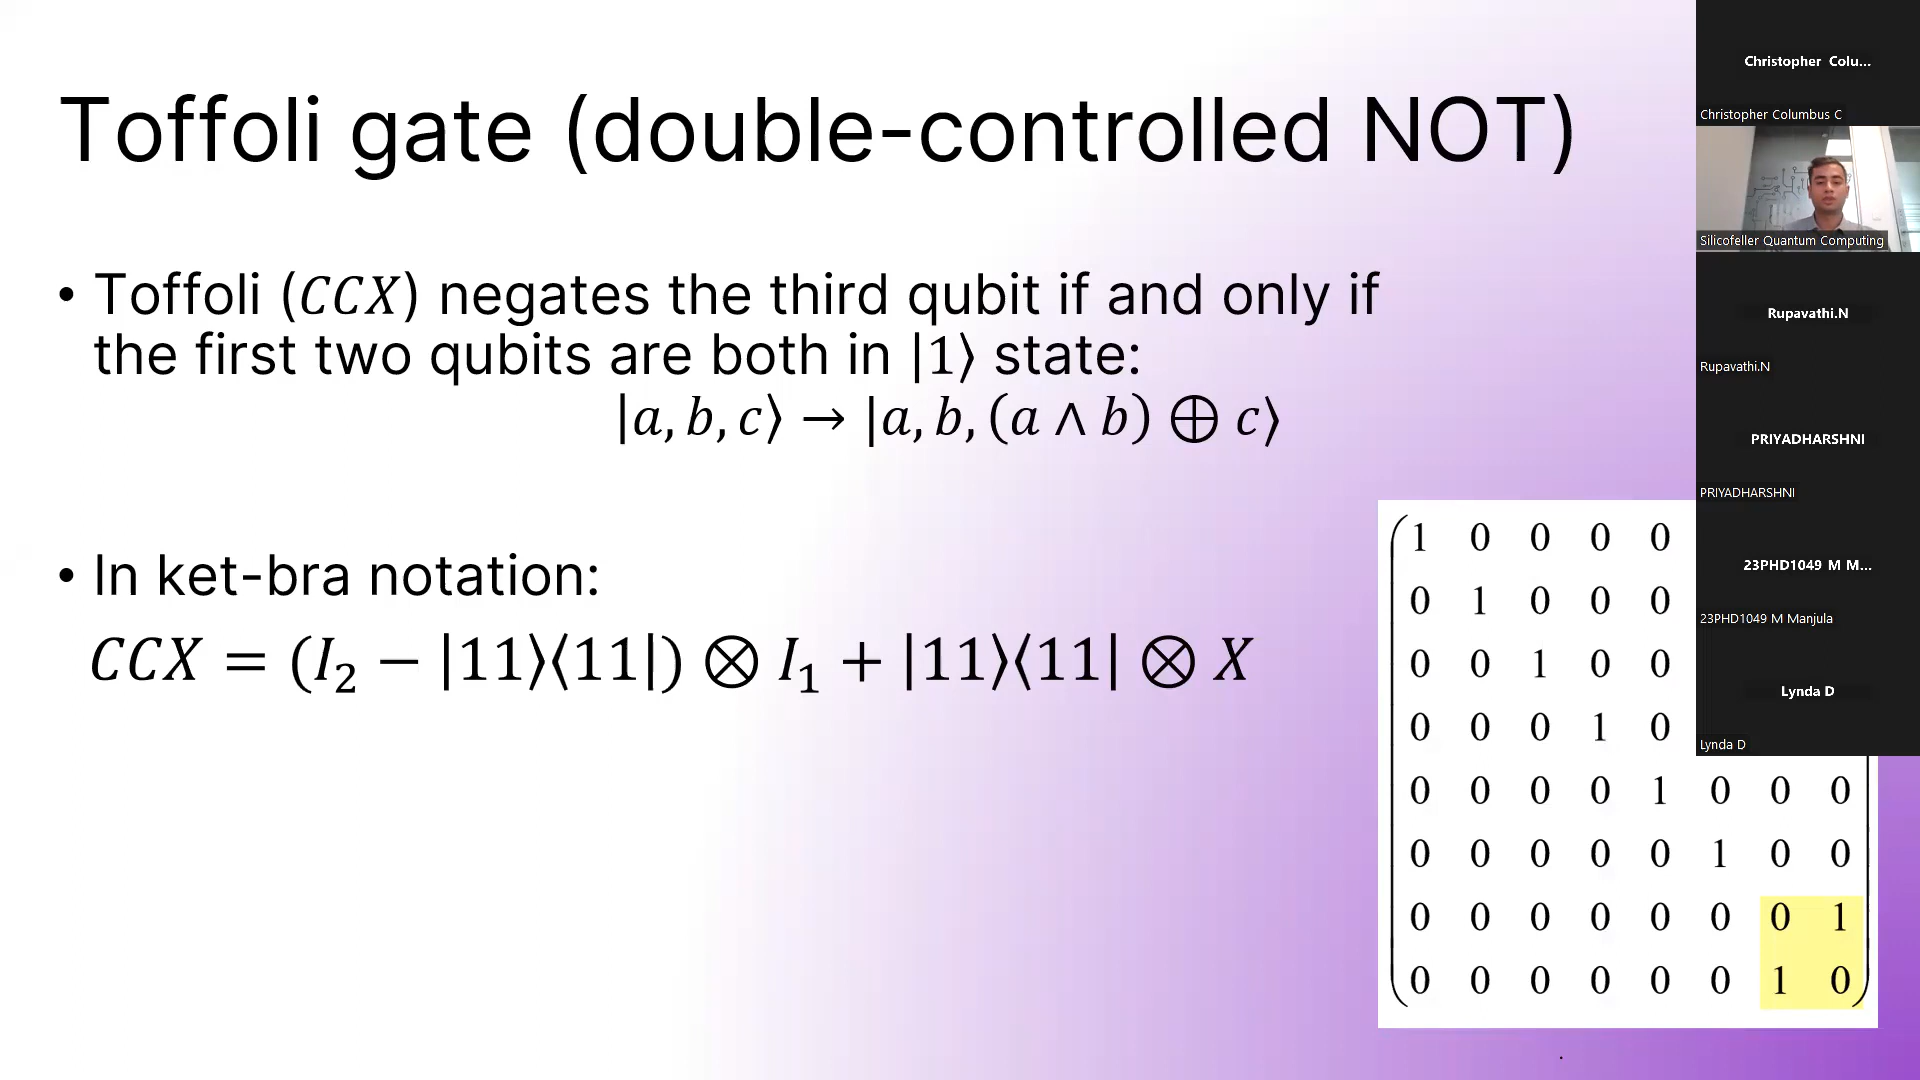 Toffoli gate (double-controlled NOT)
• Toffoli (𝐶𝐶𝑋) negates the third qubit if and only if
the first two qubits are both in |1⟩ state:
|𝑎, 𝑏, 𝑐⟩ → |𝑎, 𝑏, (𝑎 ∧ 𝑏) ⊕ 𝑐⟩
• In ket-bra notation:
𝐶𝐶𝑋 = (𝐼₂ − |11⟩⟨11|) ⊗ 𝐼₁ + |11⟩⟨11| ⊗ 𝑋
1 0 0 0 0
0 1 0 0 0
0 0 1 0 0
0 0 0 1 0
0 0 0 0 1 0 0 0
0 0 0 0 0 1 0 0
0 0 0 0 0 0 0 1
0 0 0 0 0 0 1 0
Christopher Colu...
Christopher Columbus C
Silicofeller Quantum Computing
Rupavathi.N
Rupavathi.N
PRIYADHARSHNI
PRIYADHARSHNI
23PHD1049 M M...
23PHD1049 M Manjula
Lynda D
Lynda D